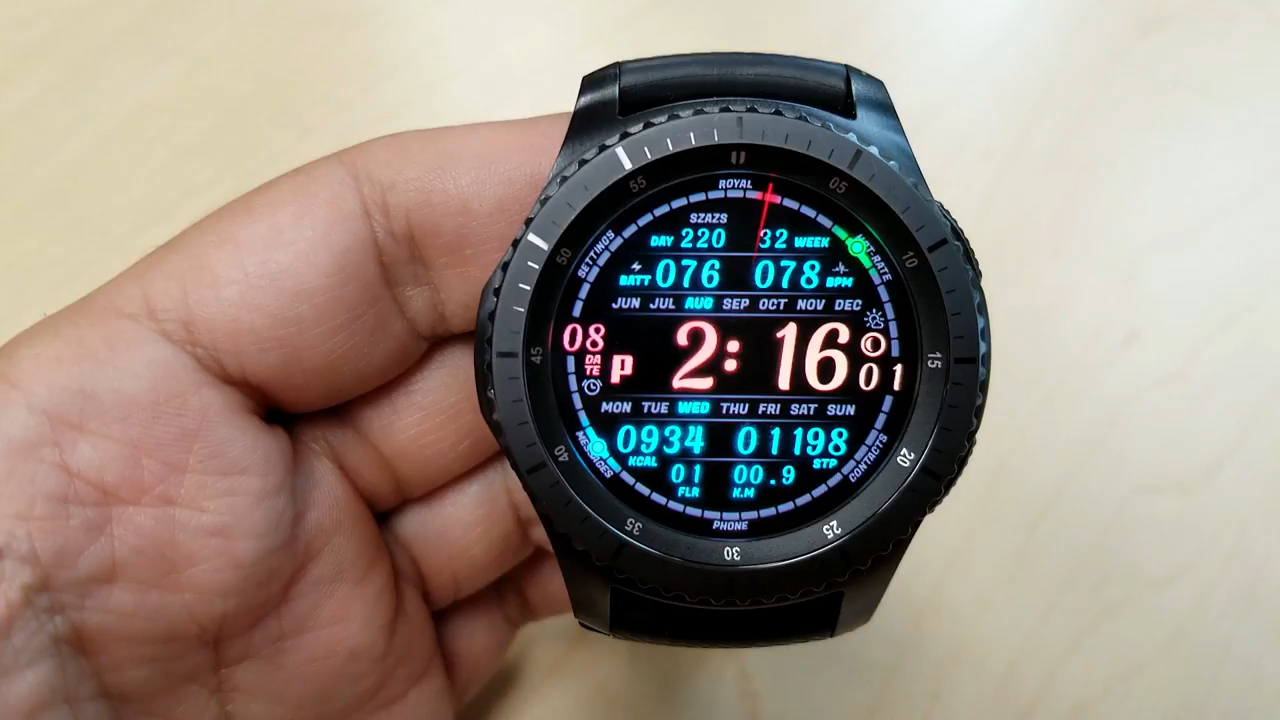 55
05
ROYAL
SZAZS
DAY 220 32 WEEK
SETTINGS
50
10
BATT 076 078 BPM
JUN JUL AUG SEP OCT NOV DEC
08
DATE
P 2:16
01
45
15
MON TUE WED THU FRI SAT SUN
0934 01198
KCAL STP
MESSAGES
CONTACTS
40
20
01 00.9
FLR K.M
PHONE
35
25
30